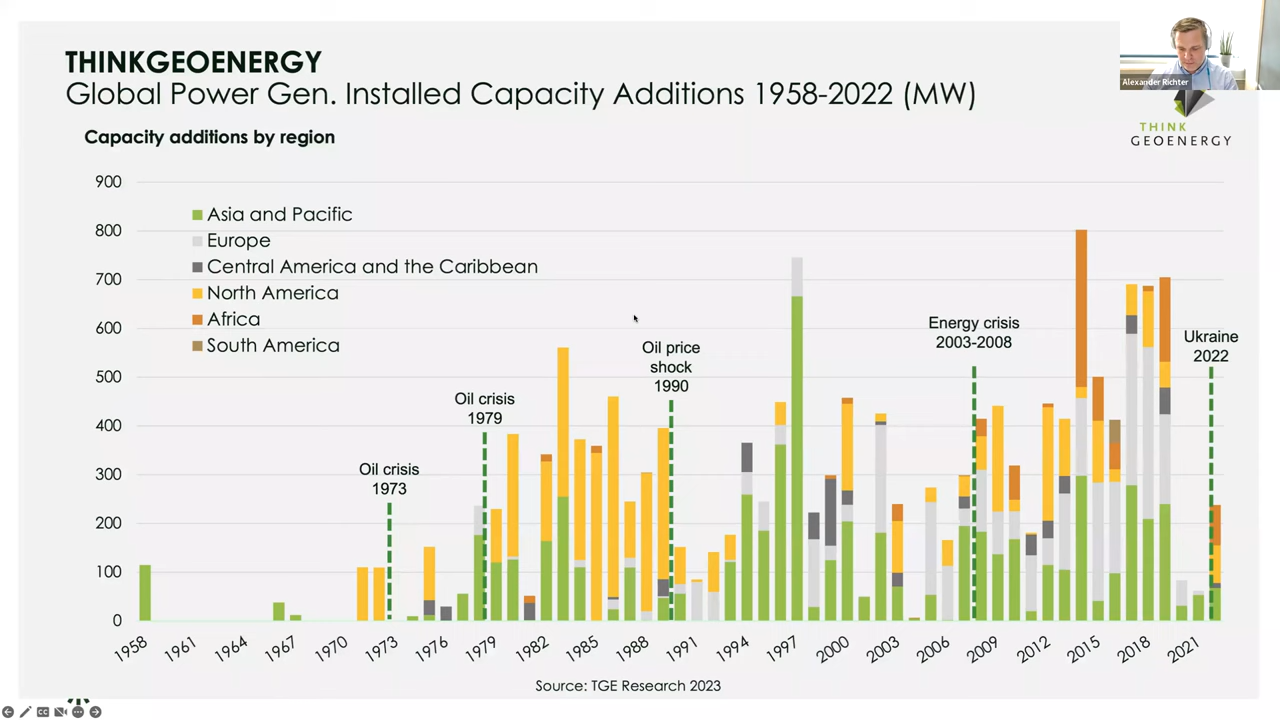 THINKGEOENERGY
Global Power Gen. Installed Capacity Additions 1958-2022 (MW)
Alexander Richter
THINK
GEOENERGY
Capacity additions by region
900
800
700
600
500
400
300
200
100
0
Asia and Pacific
Europe
Central America and the Caribbean
North America
Africa
South America
Oil crisis
1973
Oil crisis
1979
Oil price
shock
1990
Energy crisis
2003-2008
Ukraine
2022
1958
1961
1964
1967
1970
1973
1976
1979
1982
1985
1988
1991
1994
1997
2000
2003
2006
2009
2012
2015
2018
2021
Source: TGE Research 2023
CC